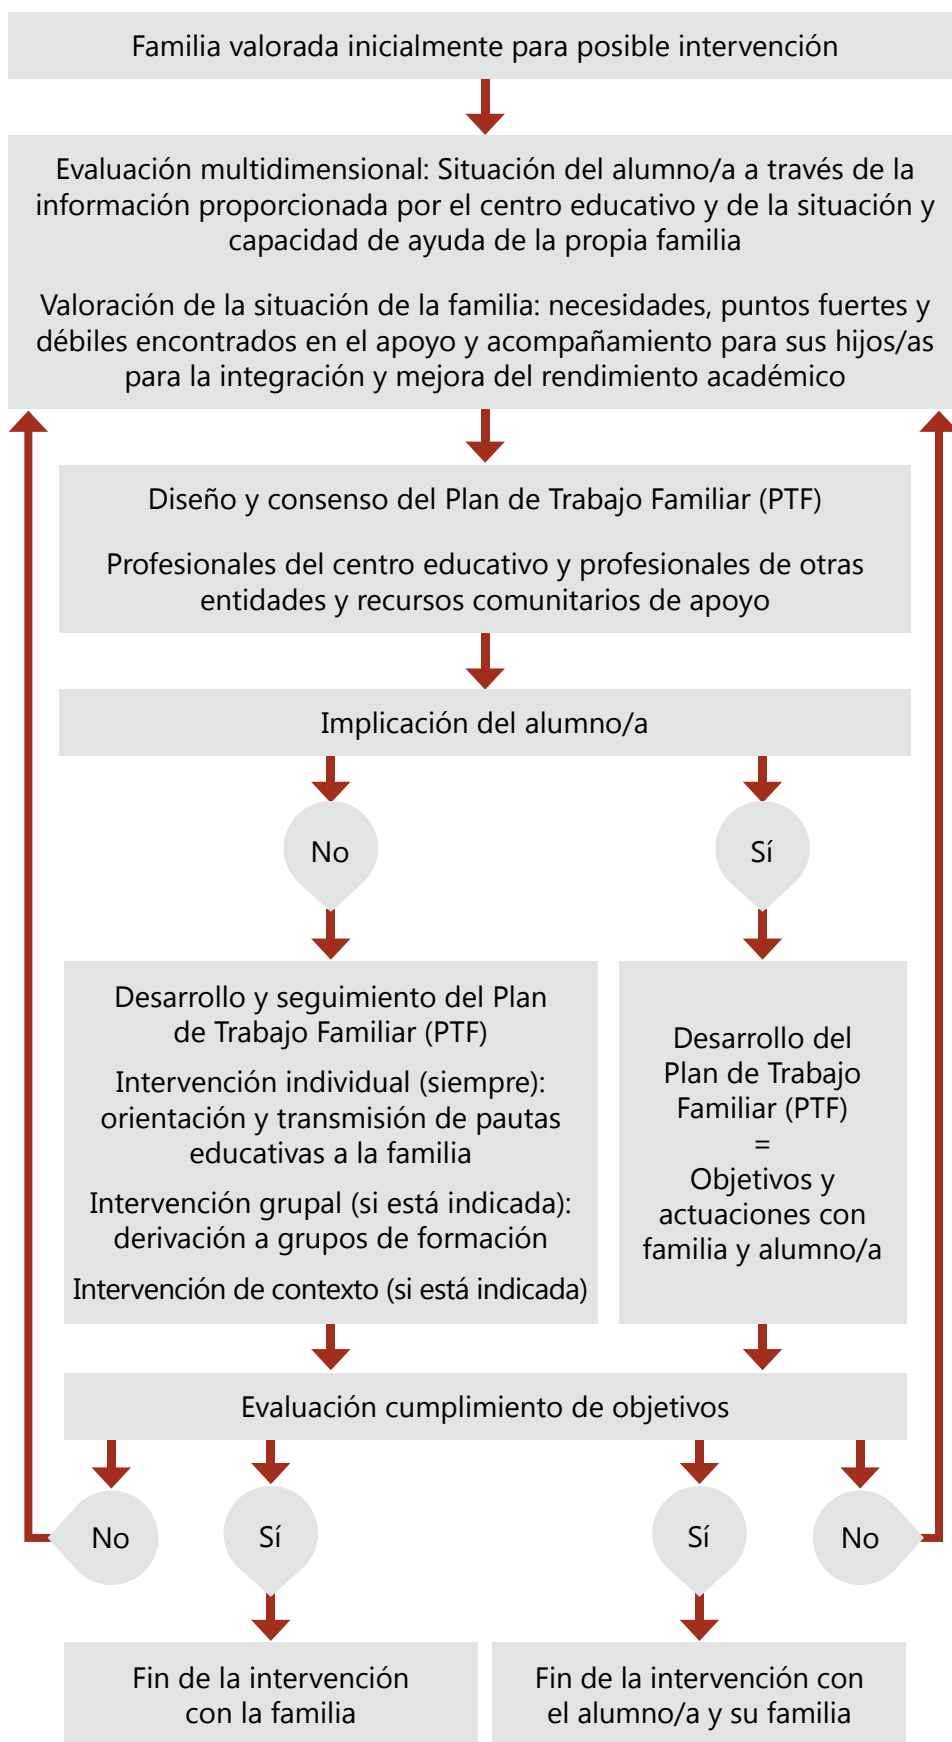 Familia valorada inicialmente para posible intervención
Evaluación multidimensional: Situación del alumno/a a través de la
información proporcionada por el centro educativo y de la situación y
capacidad de ayuda de la propia familia
Valoración de la situación de la familia: necesidades, puntos fuertes y
débiles encontrados en el apoyo y acompañamiento para sus hijos/as
para la integración y mejora del rendimiento académico
Diseño y consenso del Plan de Trabajo Familiar (PTF)
Profesionales del centro educativo y profesionales de otras
entidades y recursos comunitarios de apoyo
Implicación del alumno/a
No
Sí
Desarrollo y seguimiento del Plan
de Trabajo Familiar (PTF)
Intervención individual (siempre):
orientación y transmisión de pautas
educativas a la familia
Intervención grupal (si está indicada):
derivación a grupos de formación
Intervención de contexto (si está indicada)
Desarrollo del
Plan de Trabajo
Familiar (PTF)
=
Objetivos y
actuaciones con
familia y alumno/a
Evaluación cumplimiento de objetivos
No
Sí
Sí
No
Fin de la intervención
con la familia
Fin de la intervención con
el alumno/a y su familia